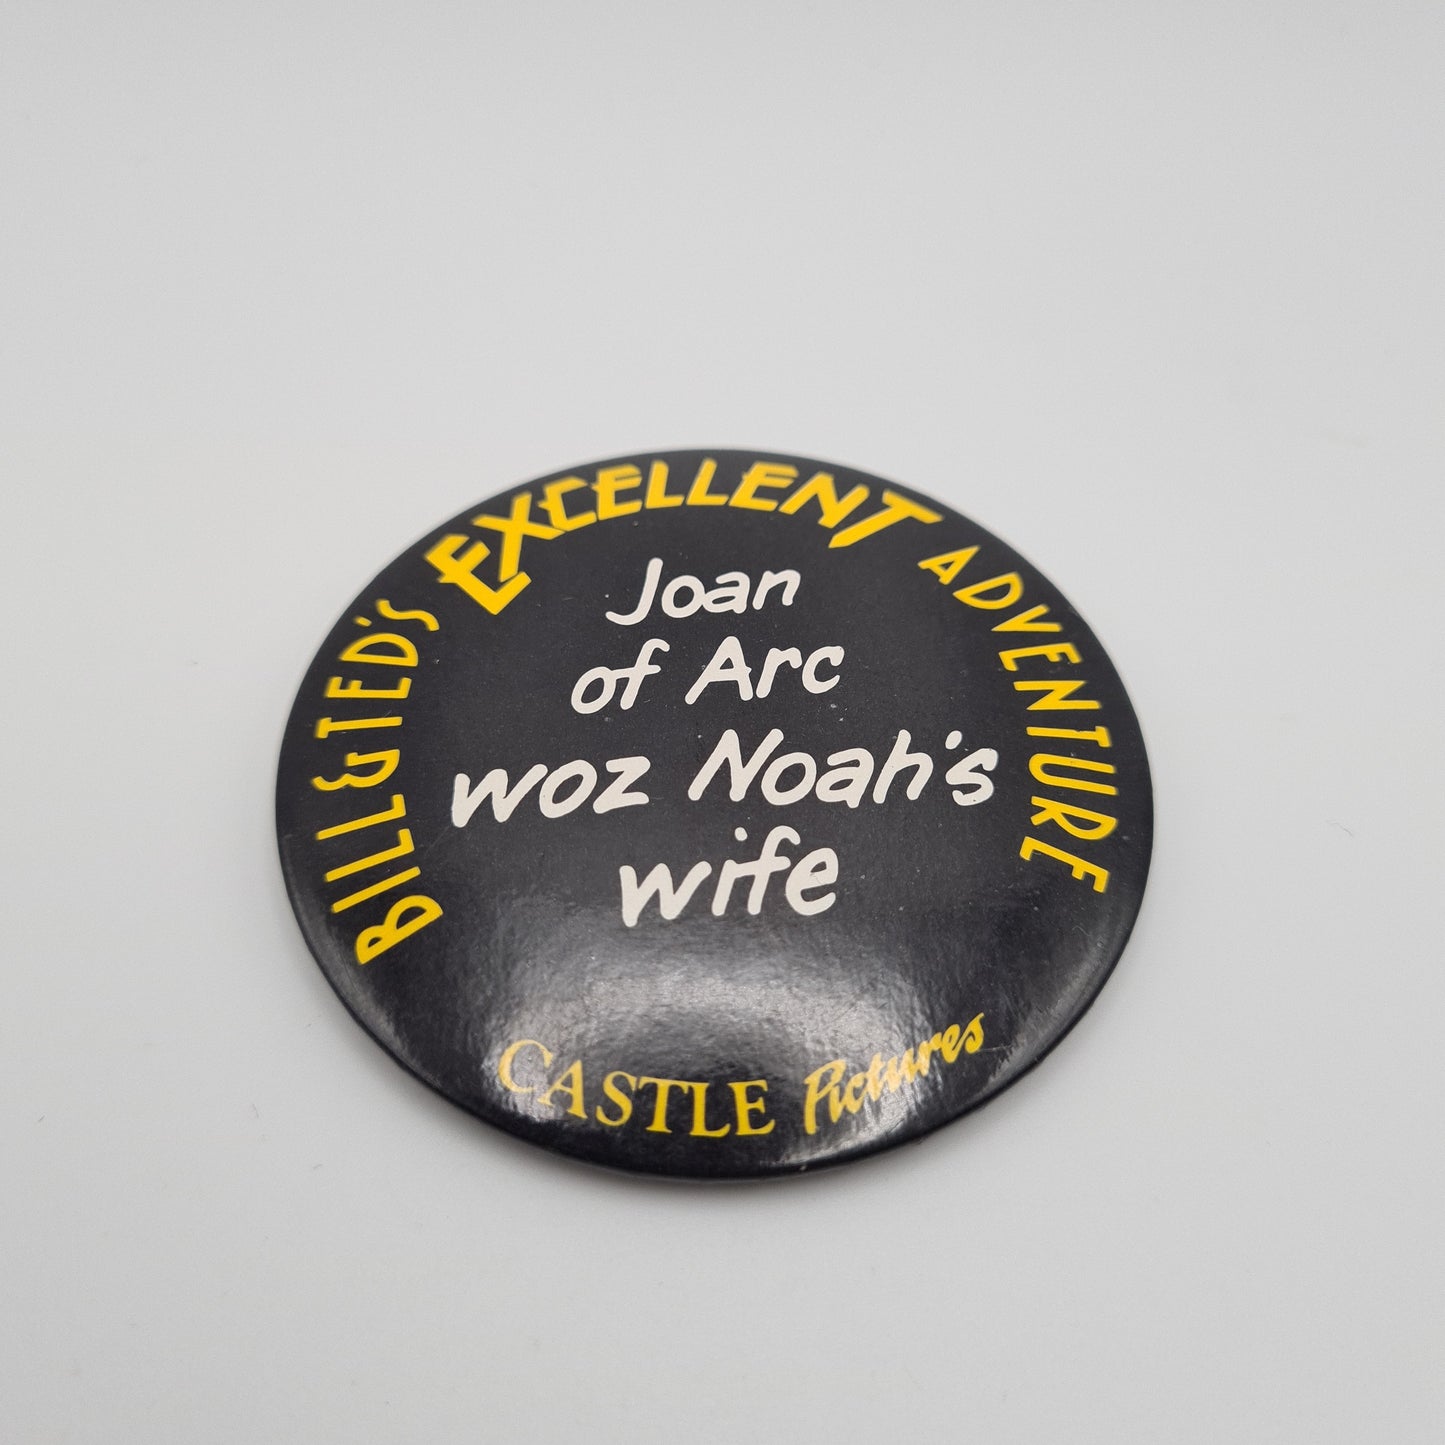 BILL & TED'S EXCELLENT ADVENTURE
Joan
of Arc
woz Noah's
wife
CASTLE Pictures